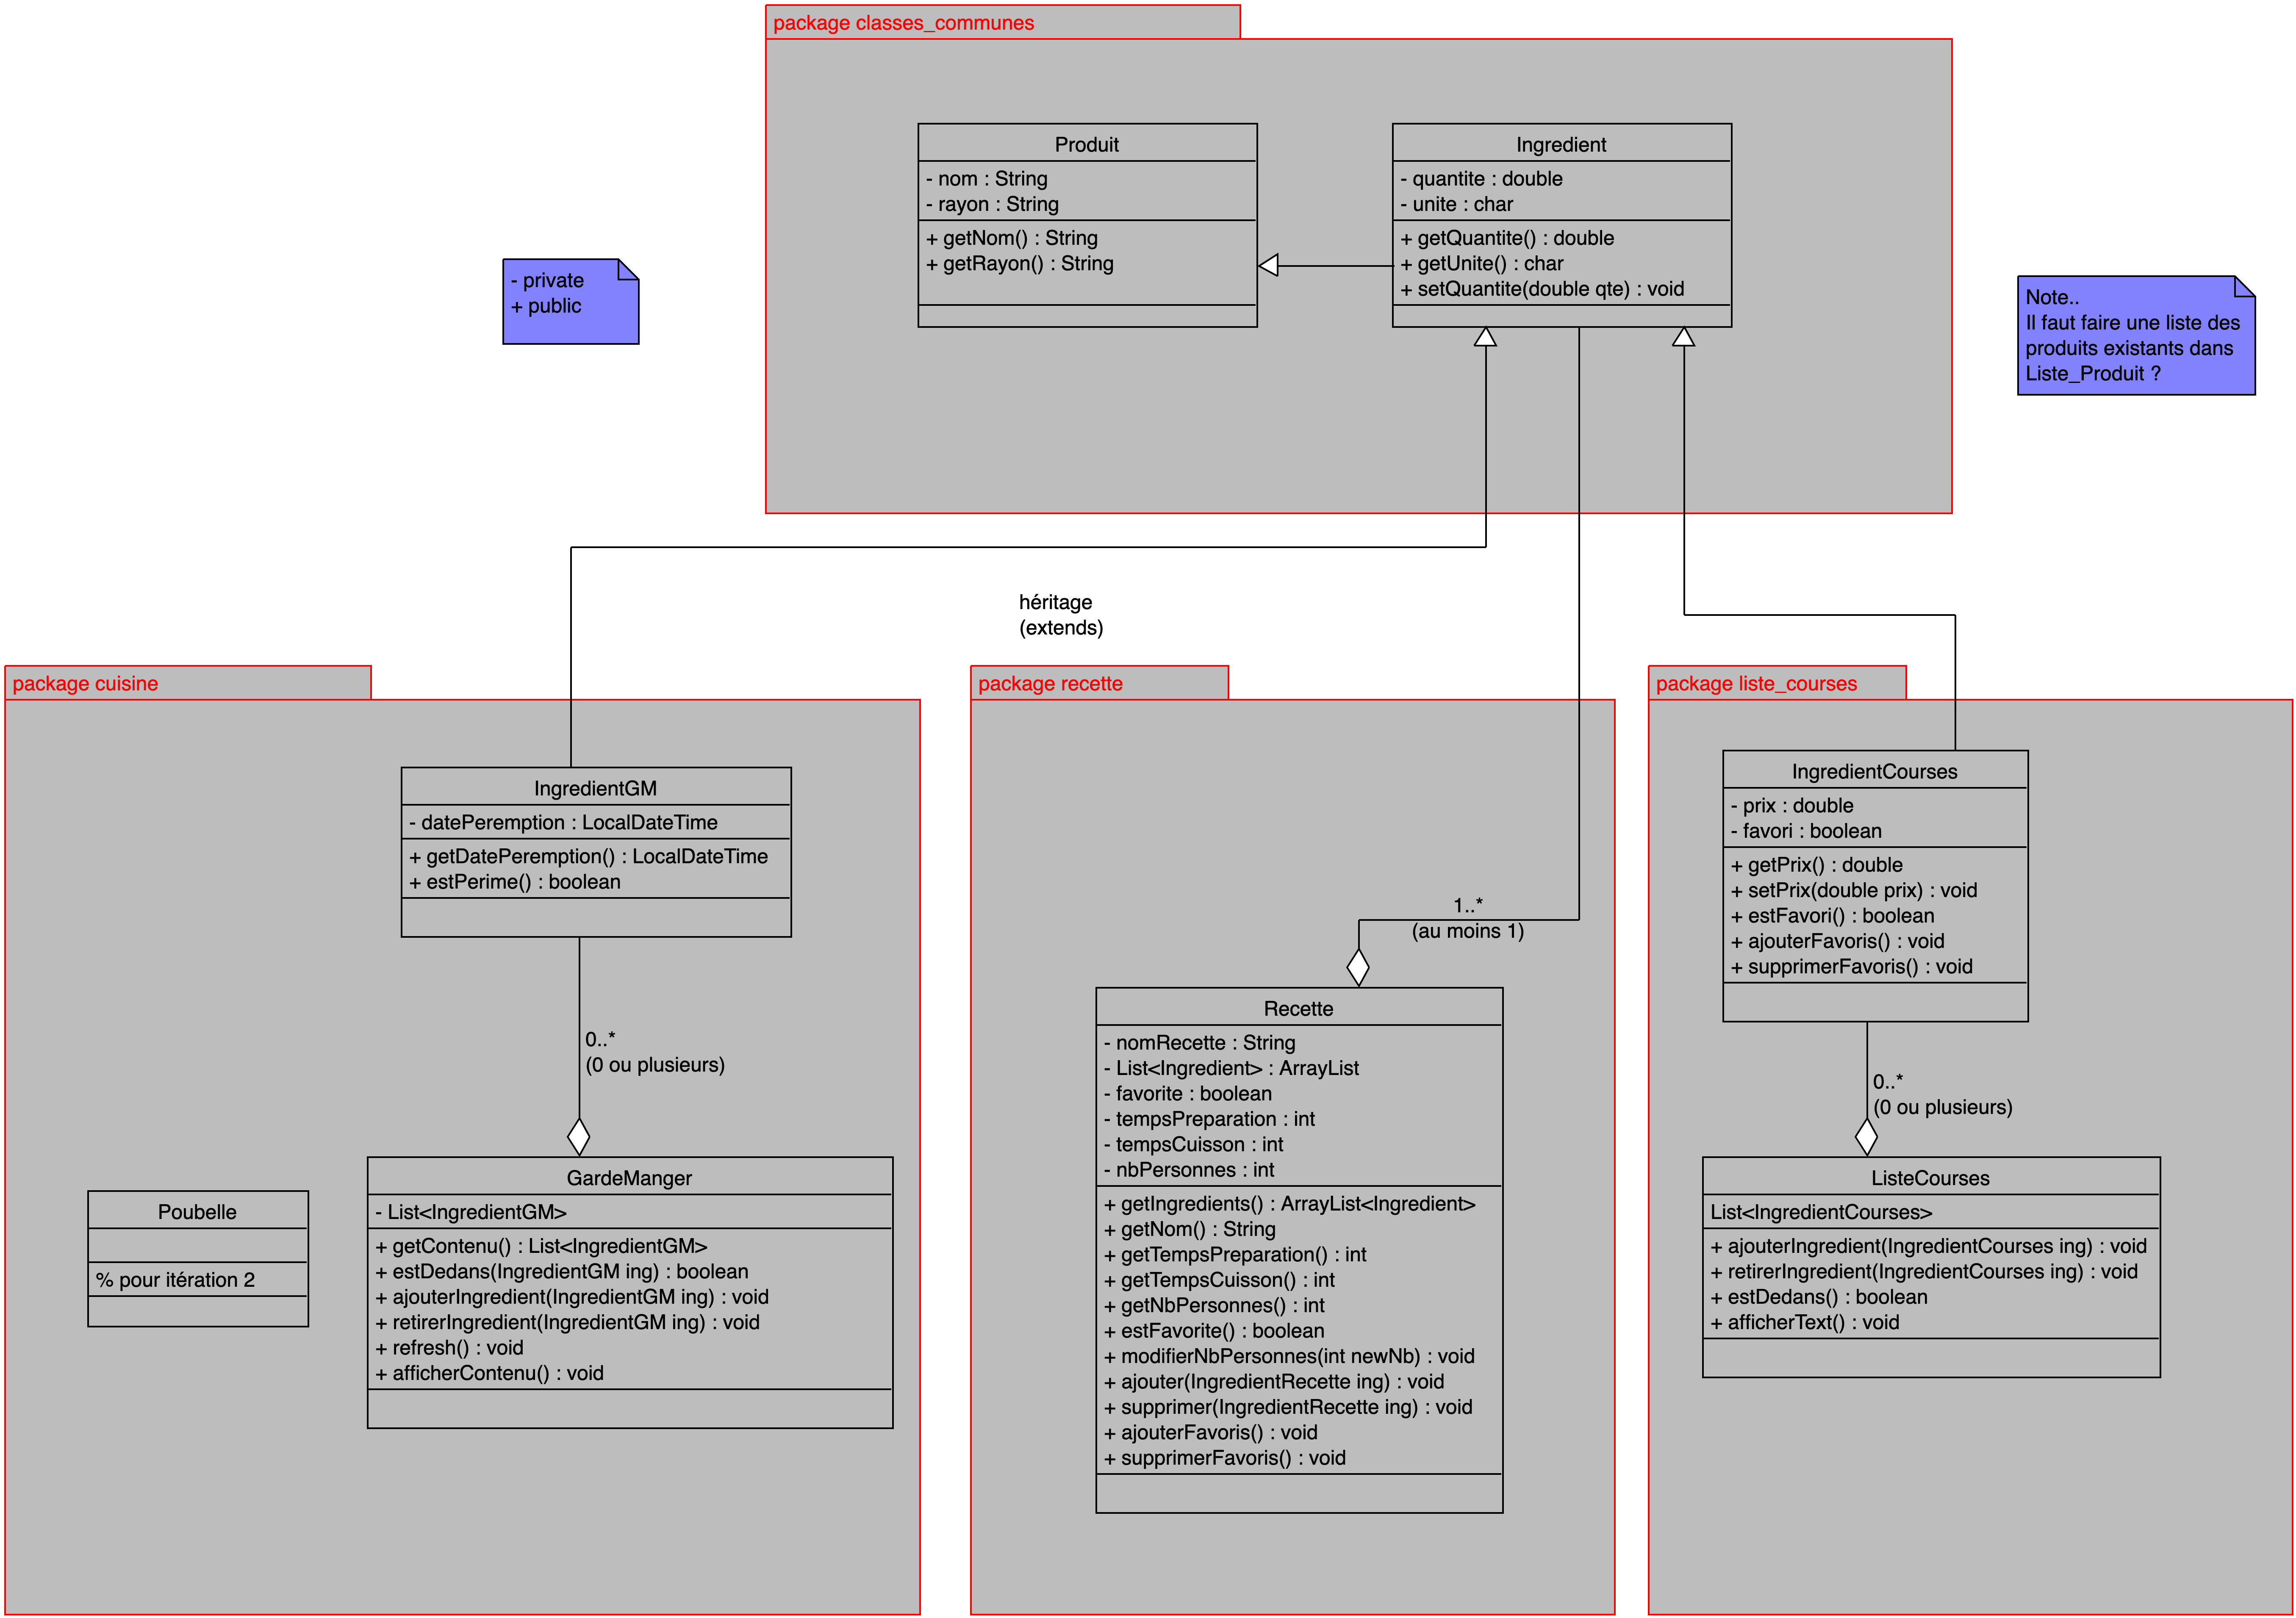 package classes_communes
Produit
- nom : String
- rayon : String
+ getNom() : String
+ getRayon() : String
Ingredient
- quantite : double
- unite : char
+ getQuantite() : double
+ getUnite() : char
+ setQuantite(double qte) : void
- private
+ public
Note..
Il faut faire une liste des
produits existants dans
Liste_Produit ?
héritage
(extends)
package cuisine
IngredientGM
- datePeremption : LocalDateTime
+ getDatePeremption() : LocalDateTime
+ estPerime() : boolean
0..*
(0 ou plusieurs)
Poubelle
% pour itération 2
GardeManger
- List<IngredientGM>
+ getContenu() : List<IngredientGM>
+ estDedans(IngredientGM ing) : boolean
+ ajouterIngredient(IngredientGM ing) : void
+ retirerIngredient(IngredientGM ing) : void
+ refresh() : void
+ afficherContenu() : void
package recette
1..*
(au moins 1)
Recette
- nomRecette : String
- List<Ingredient> : ArrayList
- favorite : boolean
- tempsPreparation : int
- tempsCuisson : int
- nbPersonnes : int
+ getIngredients() : ArrayList<Ingredient>
+ getNom() : String
+ getTempsPreparation() : int
+ getTempsCuisson() : int
+ getNbPersonnes() : int
+ estFavorite() : boolean
+ modifierNbPersonnes(int newNb) : void
+ ajouter(IngredientRecette ing) : void
+ supprimer(IngredientRecette ing) : void
+ ajouterFavoris() : void
+ supprimerFavoris() : void
package liste_courses
IngredientCourses
- prix : double
- favori : boolean
+ getPrix() : double
+ setPrix(double prix) : void
+ estFavori() : boolean
+ ajouterFavoris() : void
+ supprimerFavoris() : void
0..*
(0 ou plusieurs)
ListeCourses
List<IngredientCourses>
+ ajouterIngredient(IngredientCourses ing) : void
+ retirerIngredient(IngredientCourses ing) : void
+ estDedans() : boolean
+ afficherText() : void